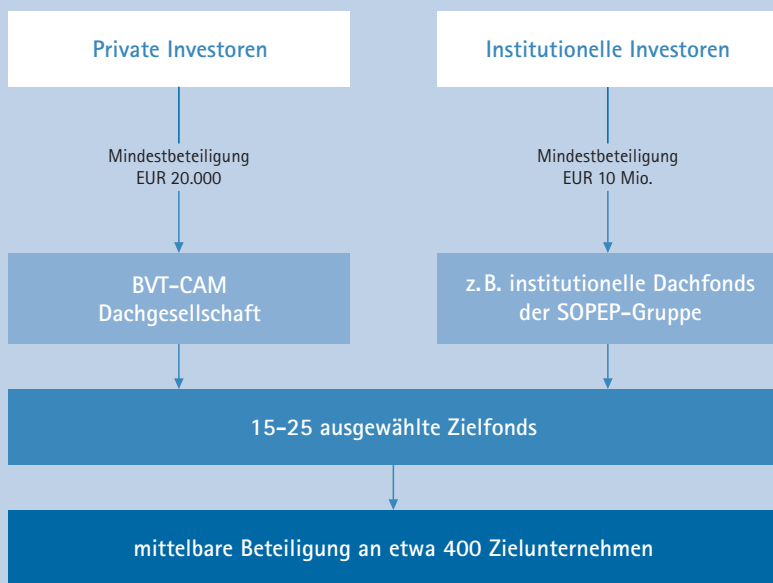 Private Investoren
Institutionelle Investoren
Mindestbeteiligung
EUR 20.000
Mindestbeteiligung
EUR 10 Mio.
BVT-CAM
Dachgesellschaft
z.B. institutionelle Dachfonds
der SOPEP-Gruppe
15–25 ausgewählte Zielfonds
mittelbare Beteiligung an etwa 400 Zielunternehmen